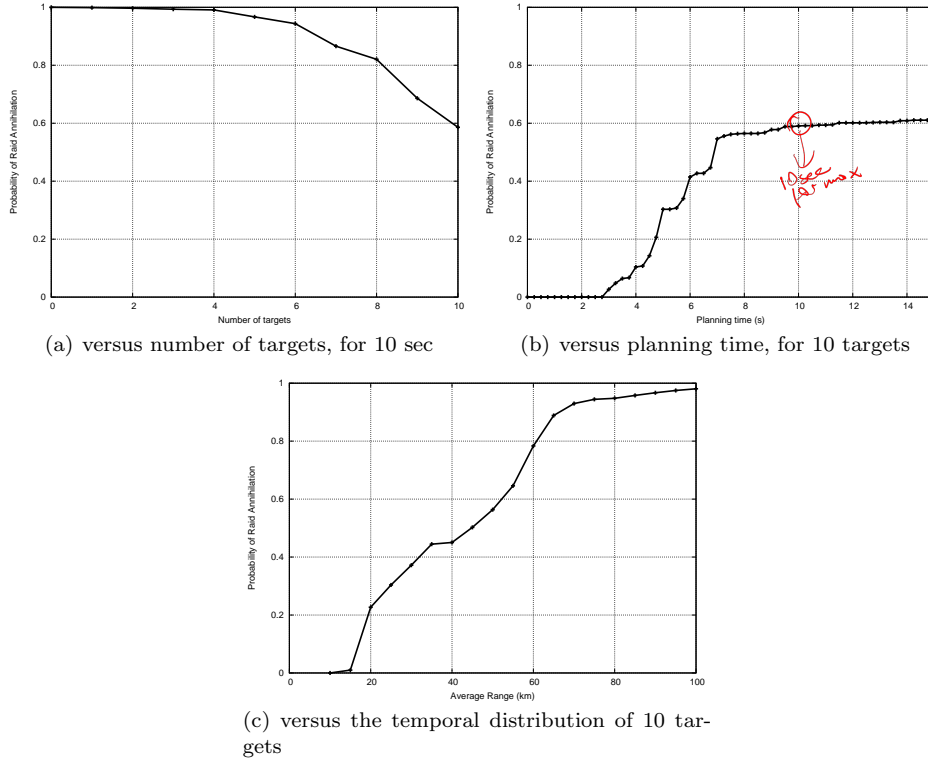 1
0.8
0.6
0.4
0.2
0
0 2 4 6 8 10
Probability of Raid Annihilation
Number of targets
(a) versus number of targets, for 10 sec
1
0.8
0.6
0.4
0.2
0
0 2 4 6 8 10 12 14
Probability of Raid Annihilation
Planning time (s)
10 sec
for max
(b) versus planning time, for 10 targets
1
0.8
0.6
0.4
0.2
0
0 20 40 60 80 100
Probability of Raid Annihilation
Average Range (km)
(c) versus the temporal distribution of 10 tar-
gets